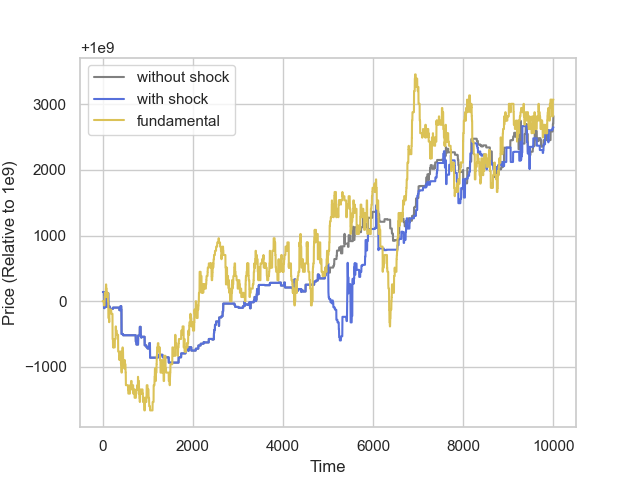 +1e9
without shock
with shock
fundamental
3000
2000
1000
0
−1000
Price (Relative to 1e9)
0 2000 4000 6000 8000 10000
Time